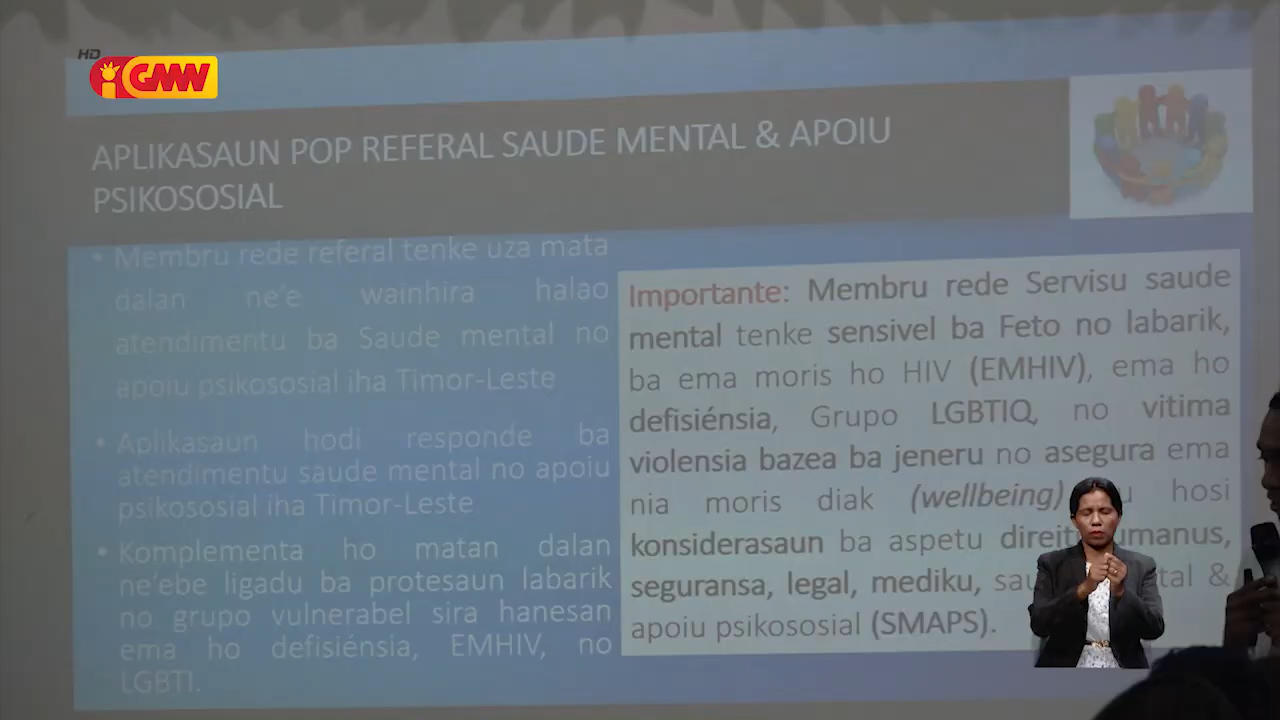 HD
GMN
APLIKASAUN POP REFERAL SAUDE MENTAL & APOIU
PSIKOSOSIAL
• Membru rede referal tenke uza mata
dalan ne'e wainhira halao
atendimentu ba Saude mental no
apoiu psikososial iha Timor-Leste
• Aplikasaun hodi responde ba
atendimentu saude mental no apoiu
psikososial iha Timor-Leste
• Komplementa ho matan dalan
ne'ebe ligadu ba protesaun labarik
no grupo vulnerabel sira hanesan
ema ho defisiénsia, EMHIV, no
LGBTI.
Importante: Membru rede Servisu saude
mental tenke sensivel ba Feto no labarik,
ba ema moris ho HIV (EMHIV), ema ho
defisiénsia, Grupo LGBTIQ, no vitima
violensia bazea ba jeneru no asegura ema
nia moris diak (wellbeing) hosi
konsiderasaun ba aspetu
seguransa, legal, mediku, &
apoiu psikososial (SMAPS).